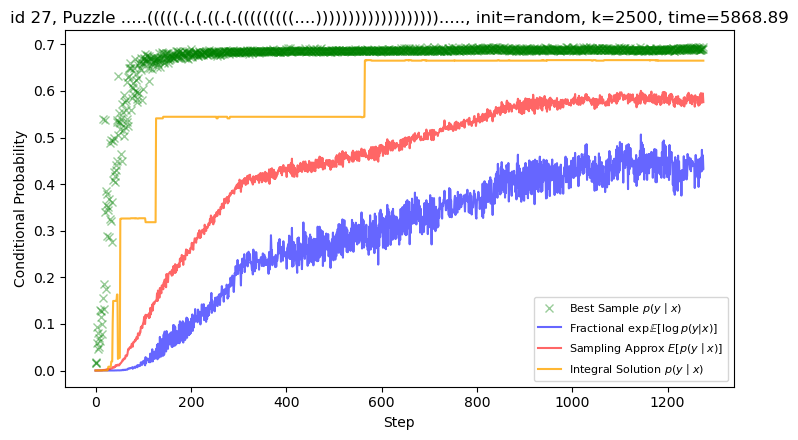 id 27, Puzzle .....(((((.(.(.((.(.(((((((((....)))))))))))))))))))....., init=random, k=2500, time=5868.89
Conditional Probability
0.7
0.6
0.5
0.4
0.3
0.2
0.1
0.0
Best Sample p(y | x)
Fractional exp 𝔼[log p(y|x)]
Sampling Approx E[p(y | x)]
Integral Solution p(y | x)
0 200 400 600 800 1000 1200
Step